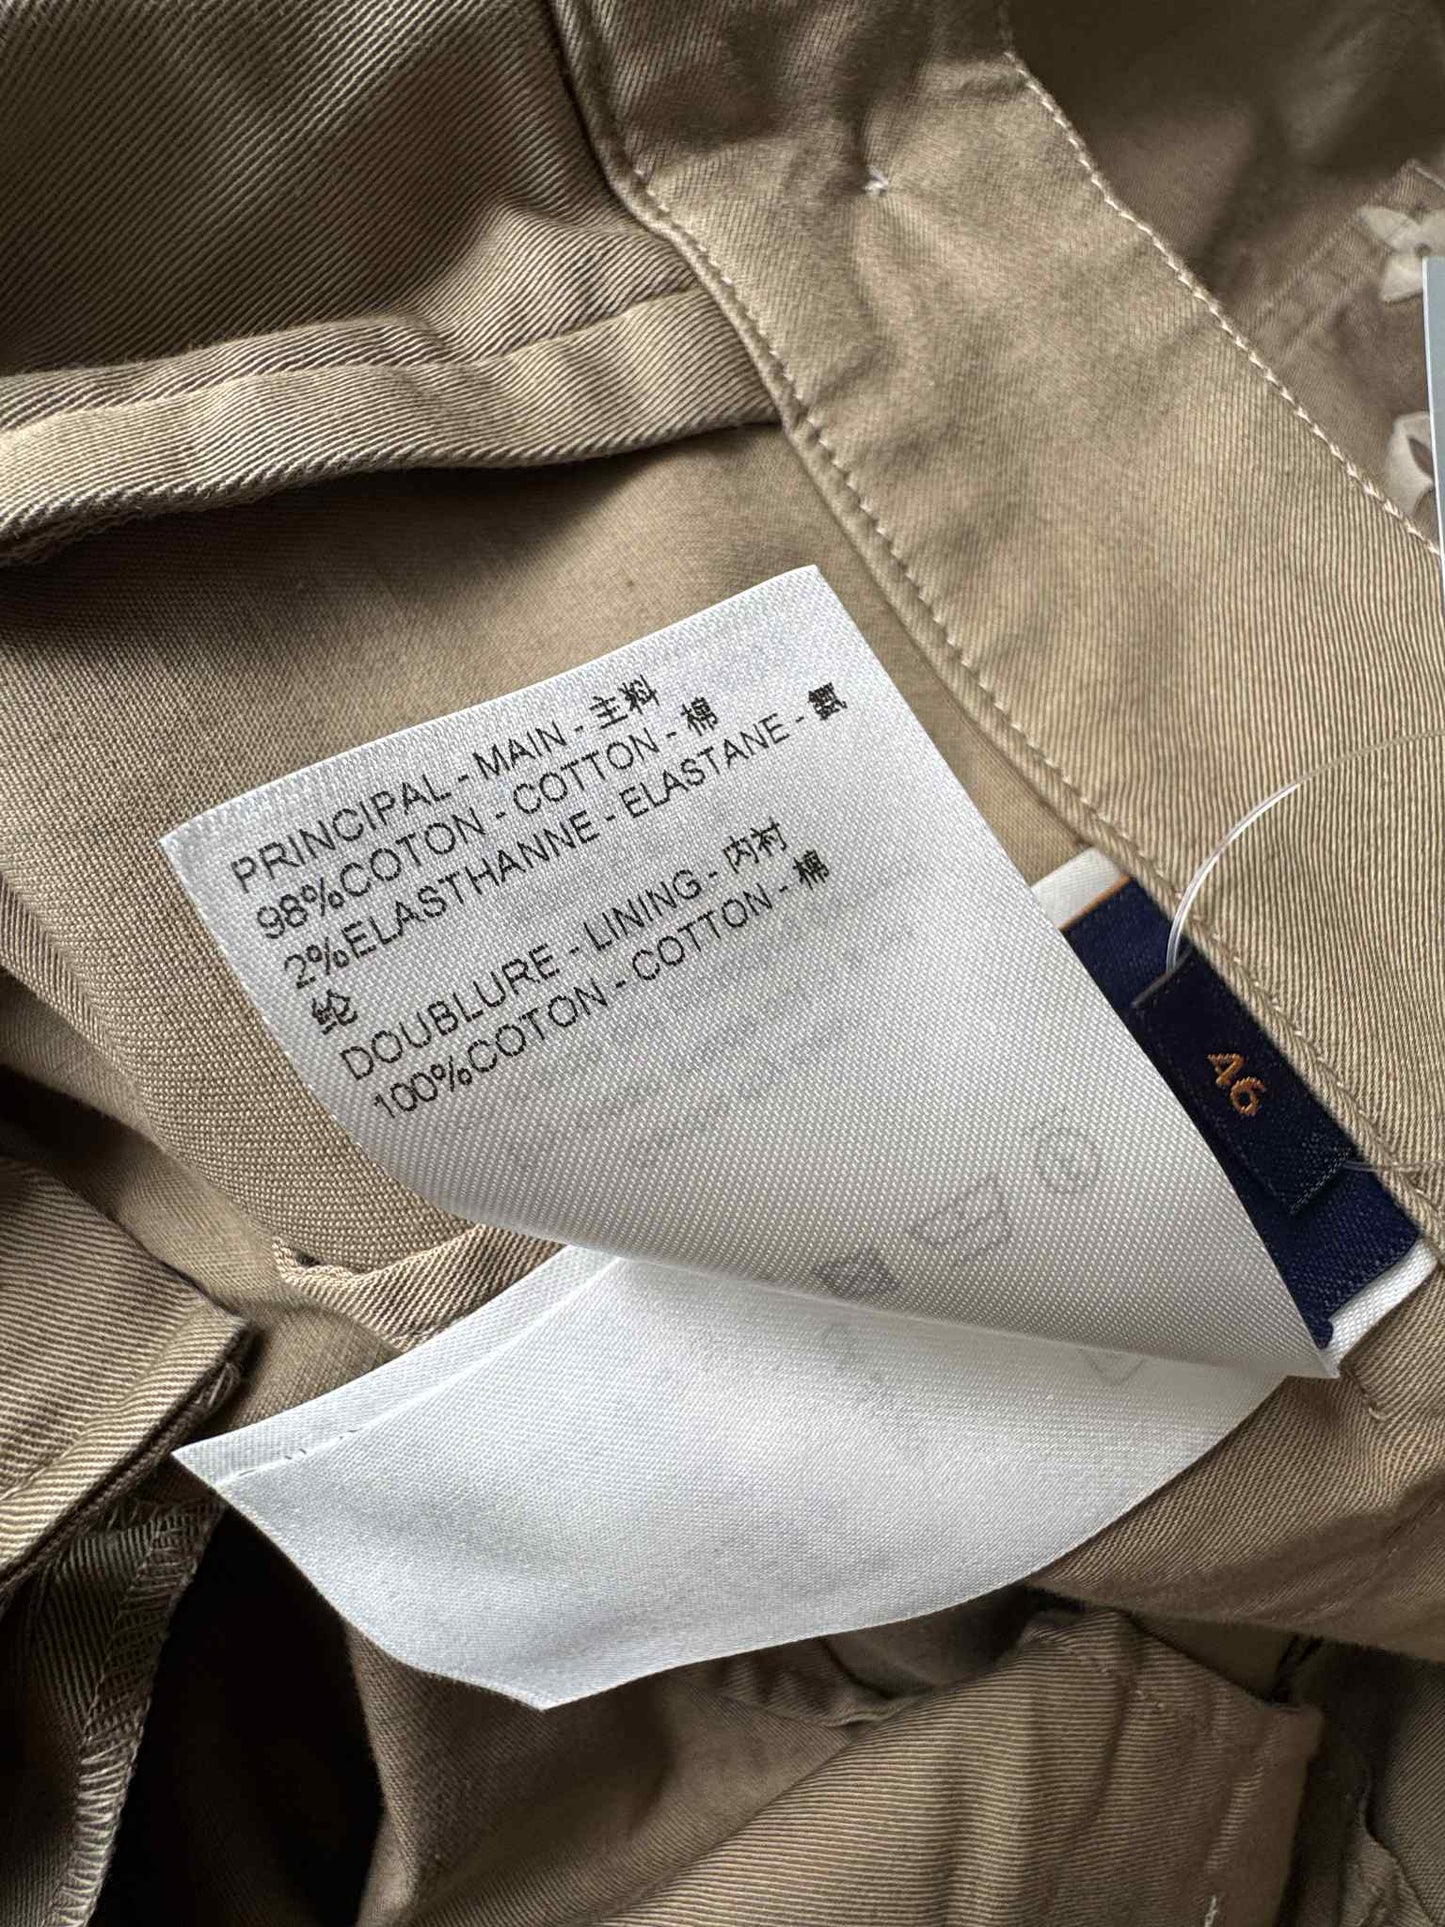 PRINCIPAL - MAIN - 主料
98%COTON - COTTON - 棉
2%ELASTHANNE - ELASTANE - 氨
纶
DOUBLURE - LINING - 内衬
100%COTON - COTTON - 棉
46